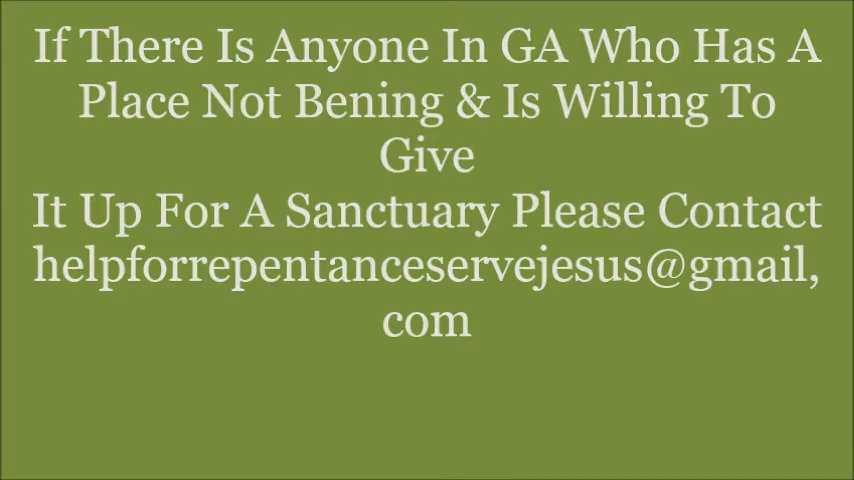 If There Is Anyone In GA Who Has A
Place Not Bening & Is Willing To
Give
It Up For A Sanctuary Please Contact
helpforrepentanceservejesus@gmail,
com